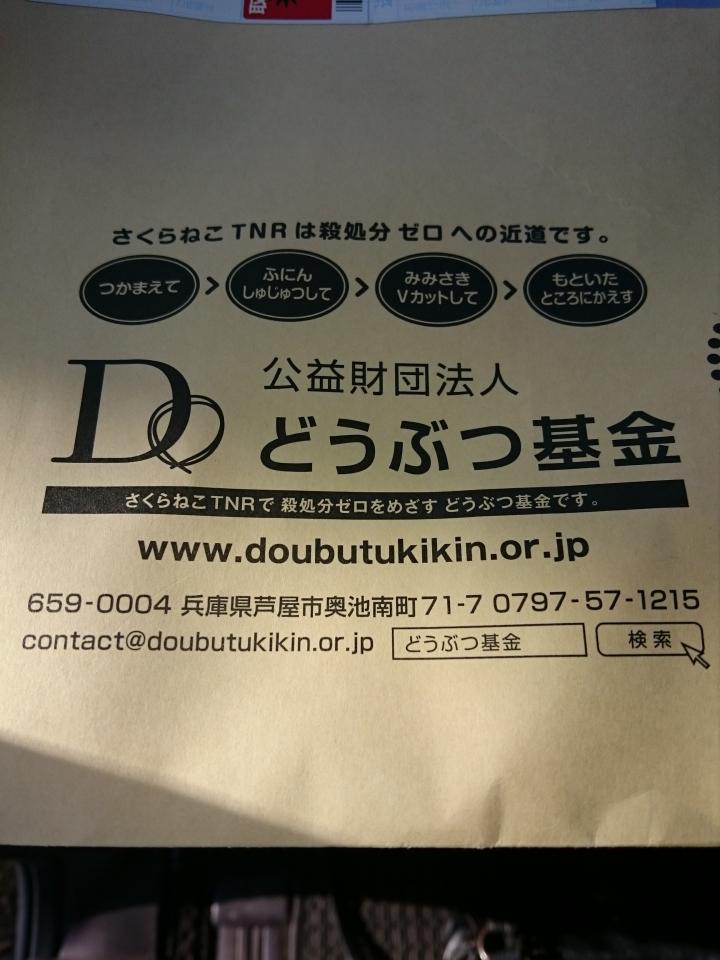 さくらねこTNRは殺処分ゼロへの近道です。
つかまえて > ふにん しゅじゅつして > みみさき Vカットして > もといた ところにかえす
公益財団法人
どうぶつ基金
さくらねこTNRで殺処分ゼロをめざす どうぶつ基金です。
www.doubutukikin.or.jp
659-0004 兵庫県芦屋市奥池南町71-7 0797-57-1215
contact@doubutukikin.or.jp どうぶつ基金 検索